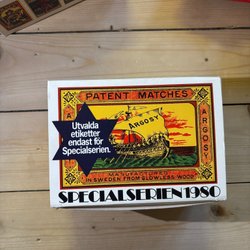 PATENT MATCHES
A
A
Utvalda
etiketter
endast för
Specialserien.
ARGOSY
ARGOSY
MANUFACTURED
IN SWEDEN FROM GLOWLESS WOOD
SPECIALSERIEN 1980